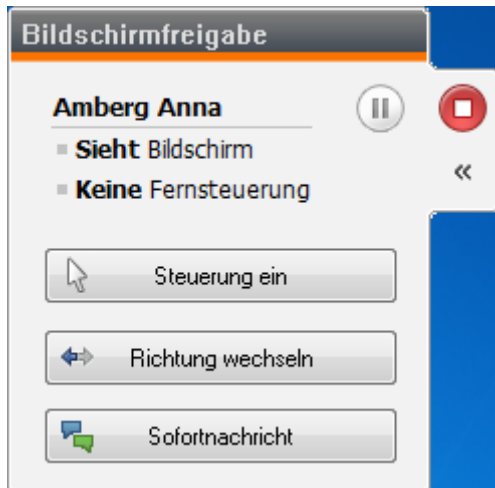 Bildschirmfreigabe
Amberg Anna
Sieht Bildschirm
Keine Fernsteuerung
Steuerung ein
Richtung wechseln
Sofortnachricht